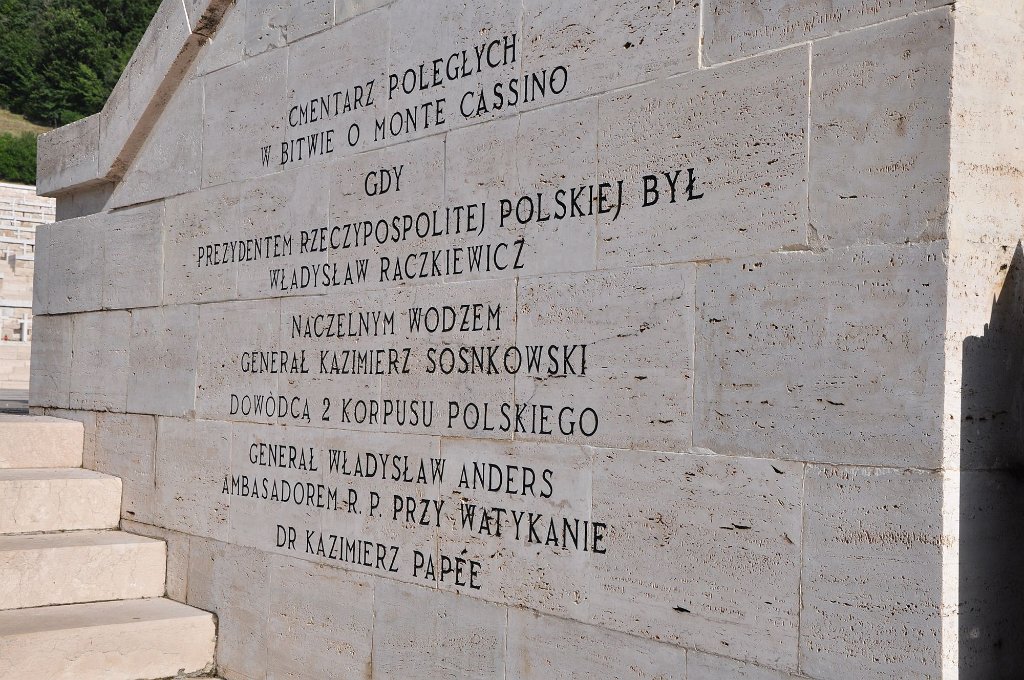 CMENTARZ POLEGŁYCH
W BITWIE O MONTE CASSINO
GDY
PREZYDENTEM RZECZYPOSPOLITEJ POLSKIEJ BYŁ
WŁADYSŁAW RACZKIEWICZ
NACZELNYM WODZEM
GENERAŁ KAZIMIERZ SOSNKOWSKI
DOWÒDCĄ 2 KORPUSU POLSKIEGO
GENERAŁ WŁADYSŁAW ANDERS
AMBASADOREM R. P. PRZY WATYKANIE
DR KAZIMIERZ PAPÉE